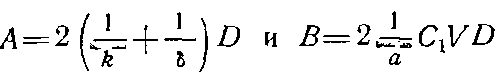 A=2(1/k+1/ъ)D и B=2 1/a C₁VD